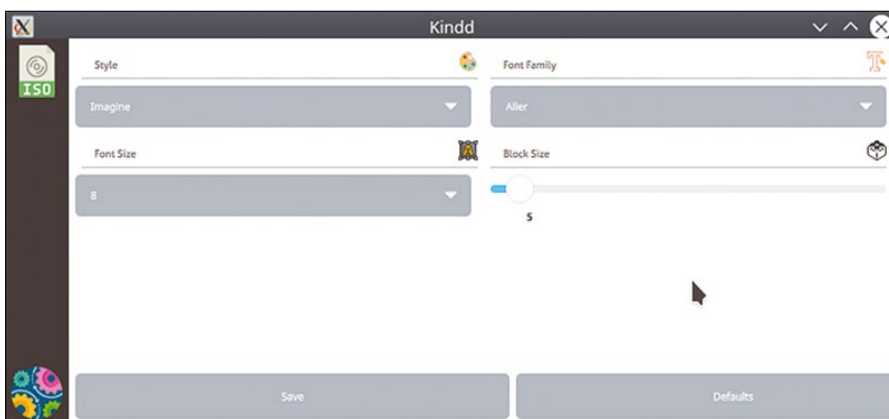 Kindd
ISO
Style
Font Family
Imagine
Aller
Font Size
Block Size
8
5
Save
Defaults